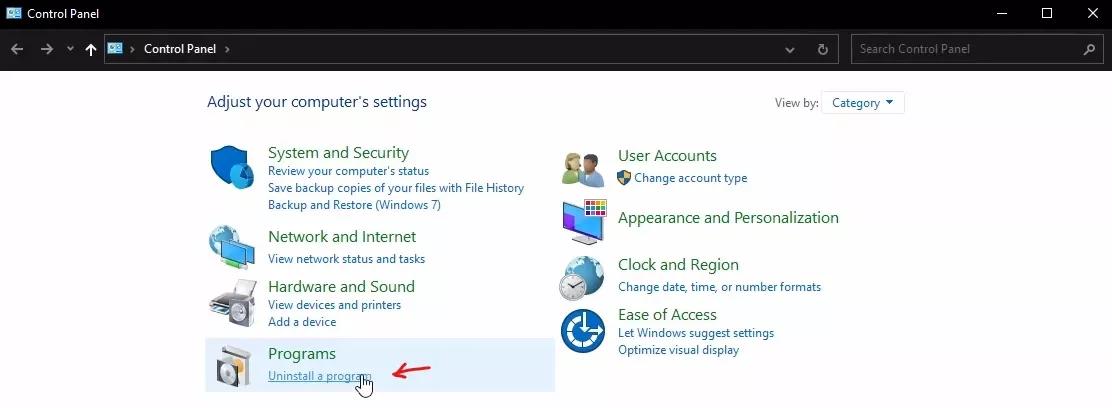 Control Panel
Control Panel
Search Control Panel
Adjust your computer's settings
View by:
Category
System and Security
Review your computer's status
Save backup copies of your files with File History
Backup and Restore (Windows 7)
Network and Internet
View network status and tasks
Hardware and Sound
View devices and printers
Add a device
Programs
Uninstall a program
User Accounts
Change account type
Appearance and Personalization
Clock and Region
Change date, time, or number formats
Ease of Access
Let Windows suggest settings
Optimize visual display